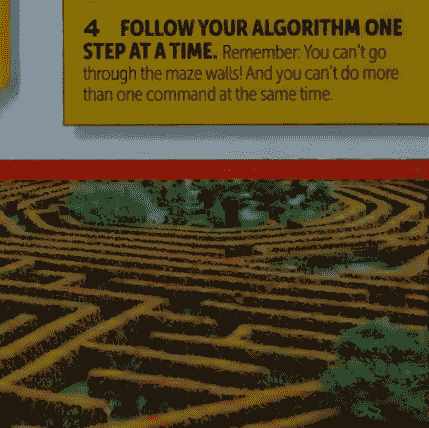 4 FOLLOW YOUR ALGORITHM ONE
STEP AT A TIME. Remember: You can't go
through the maze walls! And you can't do more
than one command at the same time.